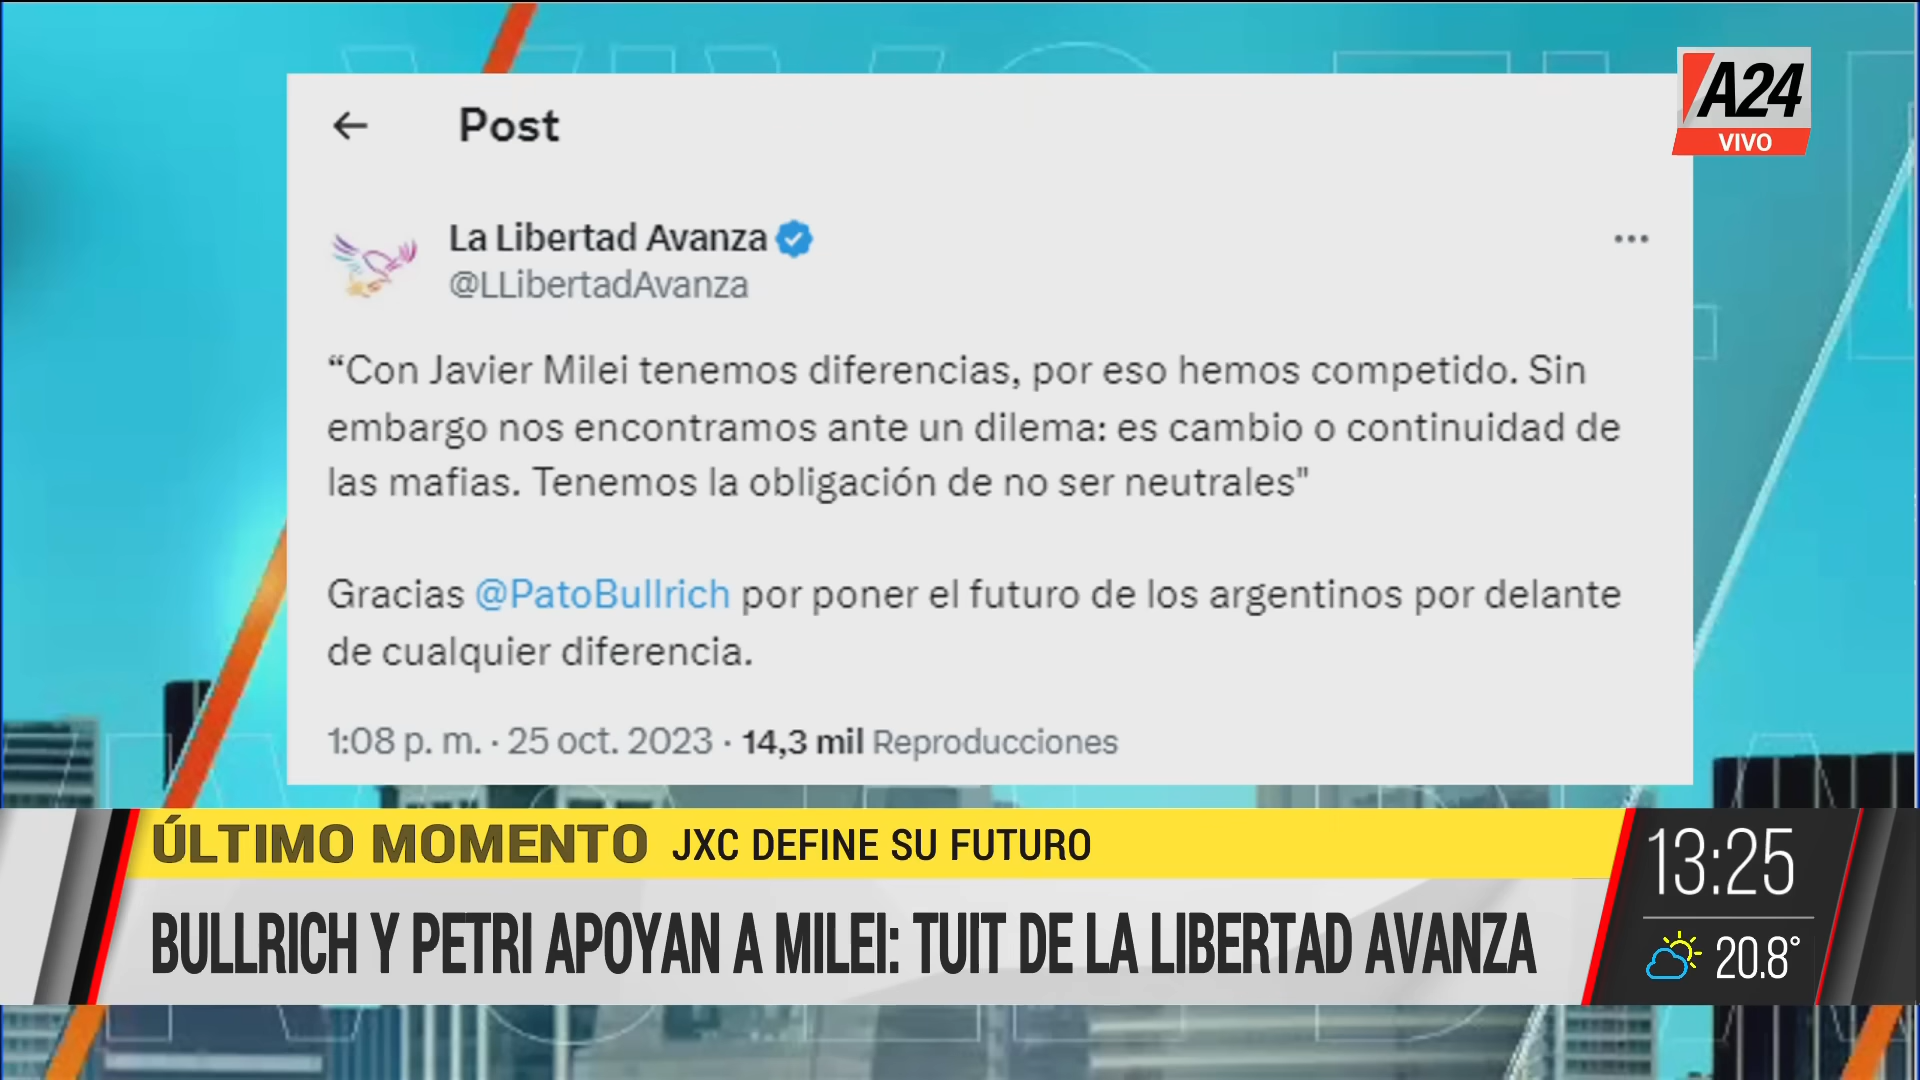 A24
VIVO
← Post
La Libertad Avanza
@LLibertadAvanza
“Con Javier Milei tenemos diferencias, por eso hemos competido. Sin
embargo nos encontramos ante un dilema: es cambio o continuidad de
las mafias. Tenemos la obligación de no ser neutrales"
Gracias @PatoBullrich por poner el futuro de los argentinos por delante
de cualquier diferencia.
1:08 p. m. · 25 oct. 2023 · 14,3 mil Reproducciones
ÚLTIMO MOMENTO JXC DEFINE SU FUTURO
13:25
BULLRICH Y PETRI APOYAN A MILEI: TUIT DE LA LIBERTAD AVANZA
20.8°